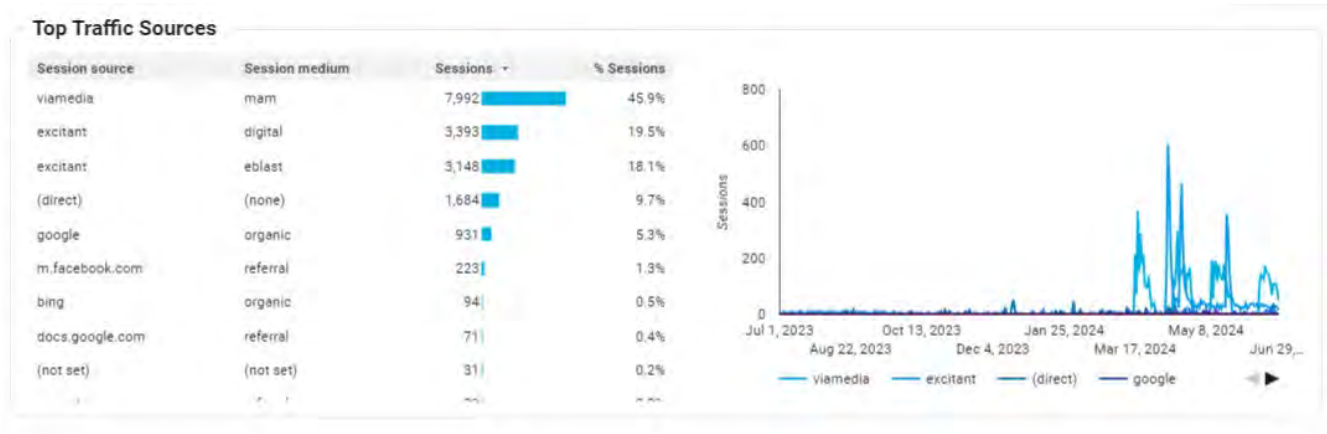 Top Traffic Sources
Session source Session medium Sessions % Sessions
viamedia mam 7,992 45.9%
excitant digital 3,393 19.5%
excitant eblast 3,148 18.1%
(direct) (none) 1,684 9.7%
google organic 931 5.3%
m.facebook.com referral 223 1.3%
bing organic 94 0.5%
docs.google.com referral 71 0.4%
(not set) (not set) 31 0.2%
Sessions
800
600
400
200
0
Jul 1, 2023 Oct 13, 2023 Jan 25, 2024 May 8, 2024
Aug 22, 2023 Dec 4, 2023 Mar 17, 2024 Jun 29,...
viamedia excitant (direct) google